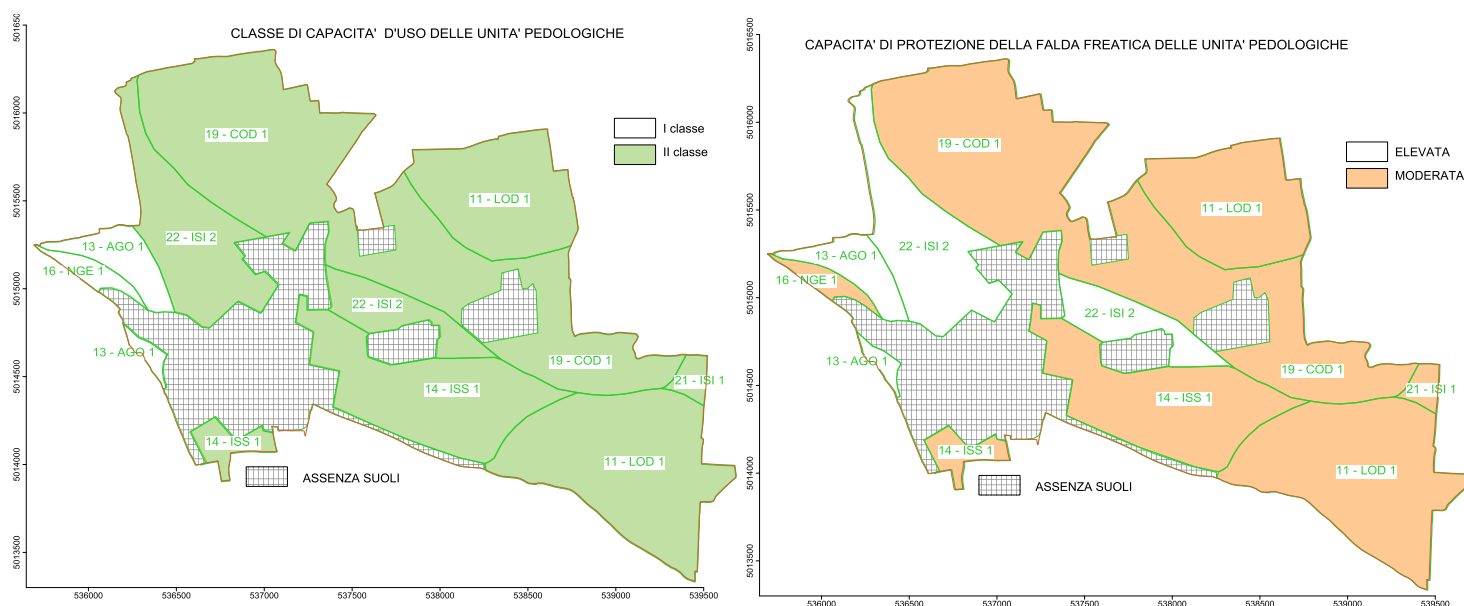 CLASSE DI CAPACITA' D'USO DELLE UNITA' PEDOLOGICHE
5016500
5016000
5015500
5015000
5014500
5014000
5013500
I classe
II classe
19 - COD 1
11 - LOD 1
22 - ISI 2
13 - AGO 1
16 - NGE 1
22 - ISI 2
13 - AGO 1
19 - COD 1
21 - ISI 1
14 - ISS 1
14 - ISS 1
11 - LOD 1
ASSENZA SUOLI
536000 536500 537000 537500 538000 538500 539000 539500
CAPACITA' DI PROTEZIONE DELLA FALDA FREATICA DELLE UNITA' PEDOLOGICHE
5016500
5016000
5015500
5015000
5014500
5014000
5013500
ELEVATA
MODERATA
19 - COD 1
11 - LOD 1
22 - ISI 2
13 - AGO 1
16 - NGE 1
22 - ISI 2
13 - AGO 1
19 - COD 1
21 - ISI 1
14 - ISS 1
14 - ISS 1
11 - LOD 1
ASSENZA SUOLI
536000 536500 537000 537500 538000 538500 539000 539500